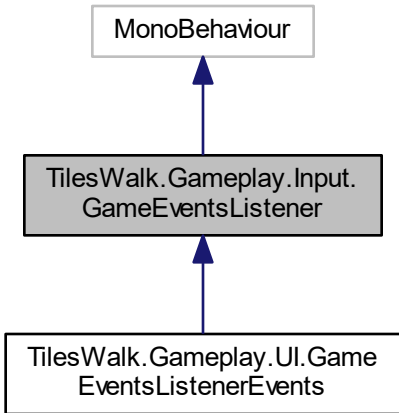 MonoBehaviour
TilesWalk.Gameplay.Input.
GameEventsListener
TilesWalk.Gameplay.UI.Game
EventsListenerEvents